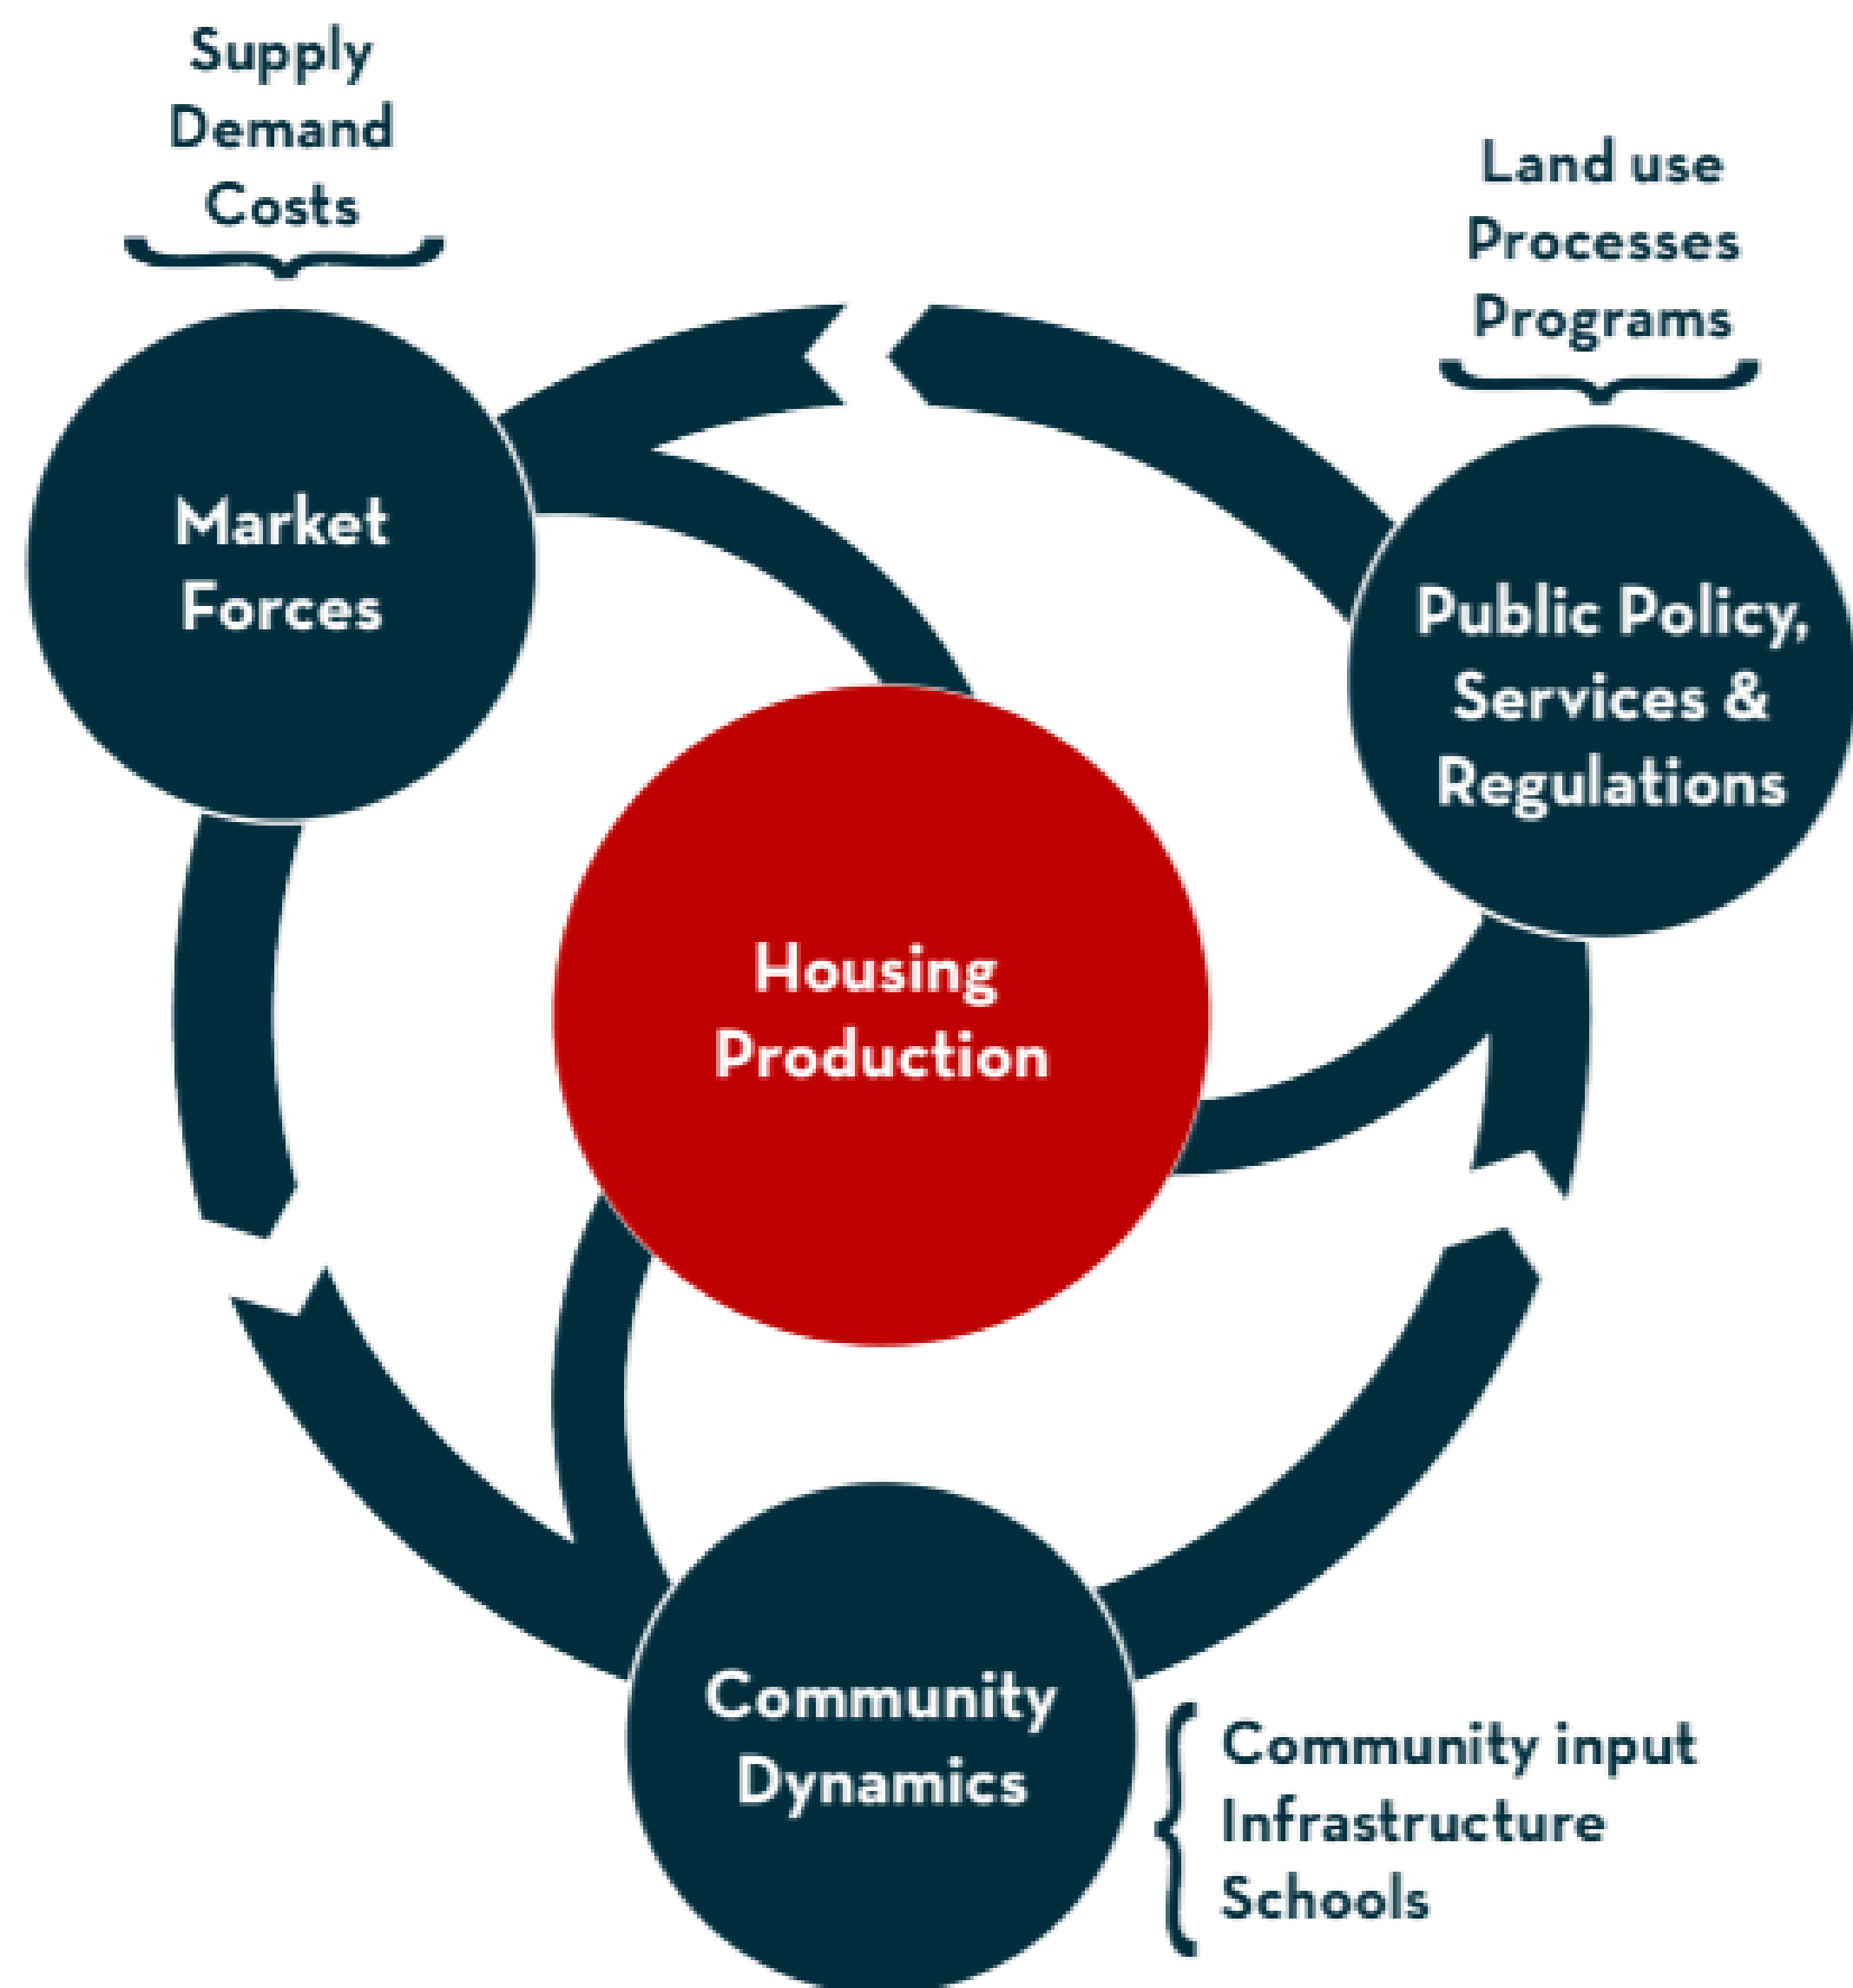 Supply
Demand
Costs
Land use
Processes
Programs
Market
Forces
Public Policy,
Services &
Regulations
Housing
Production
Community
Dynamics
Community input
Infrastructure
Schools